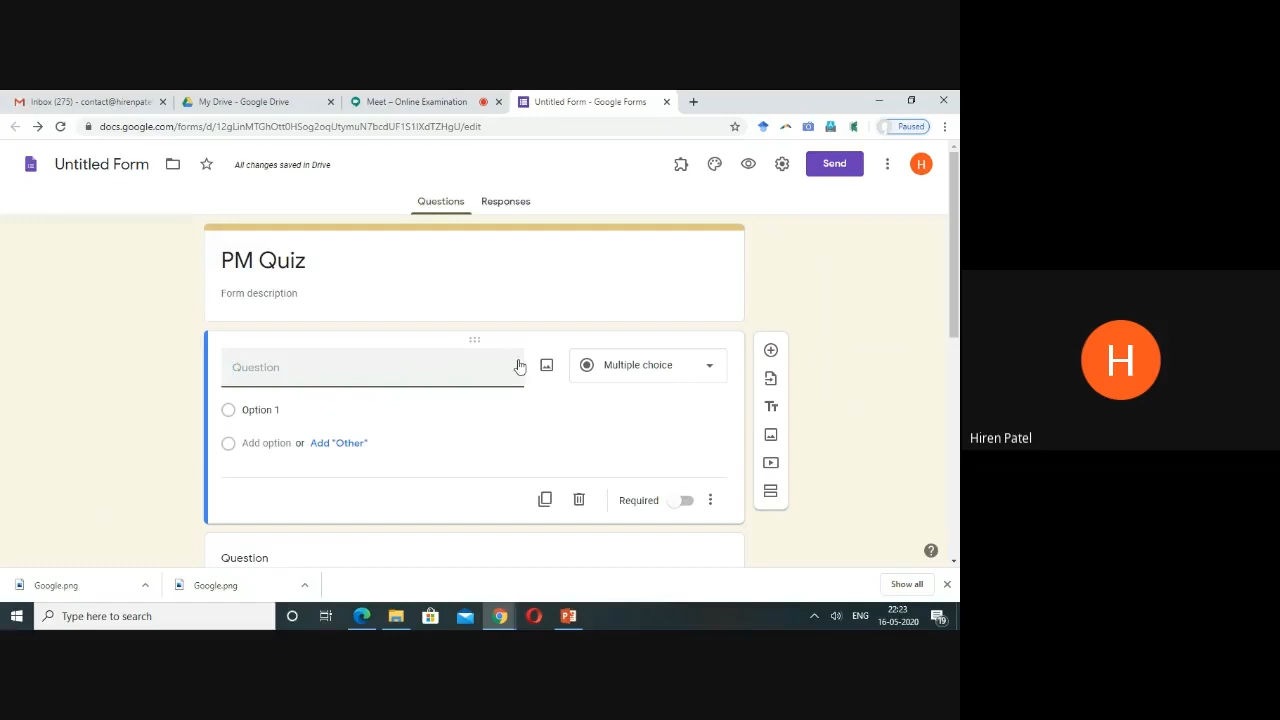 Inbox (275) - contact@hirenpate
My Drive - Google Drive
Meet – Online Examination
Untitled Form - Google Forms
docs.google.com/forms/d/12gLinMTGhOtt0HSog2oqUtymuN7bcdUF1S1IXdTZHgU/edit
Paused
Untitled Form
All changes saved in Drive
Send
H
Questions
Responses
PM Quiz
Form description
Question
Multiple choice
Option 1
Add option or Add "Other"
Required
Question
H
Hiren Patel
Google.png
Google.png
Show all
Type here to search
ENG
22:23
16-05-2020
19